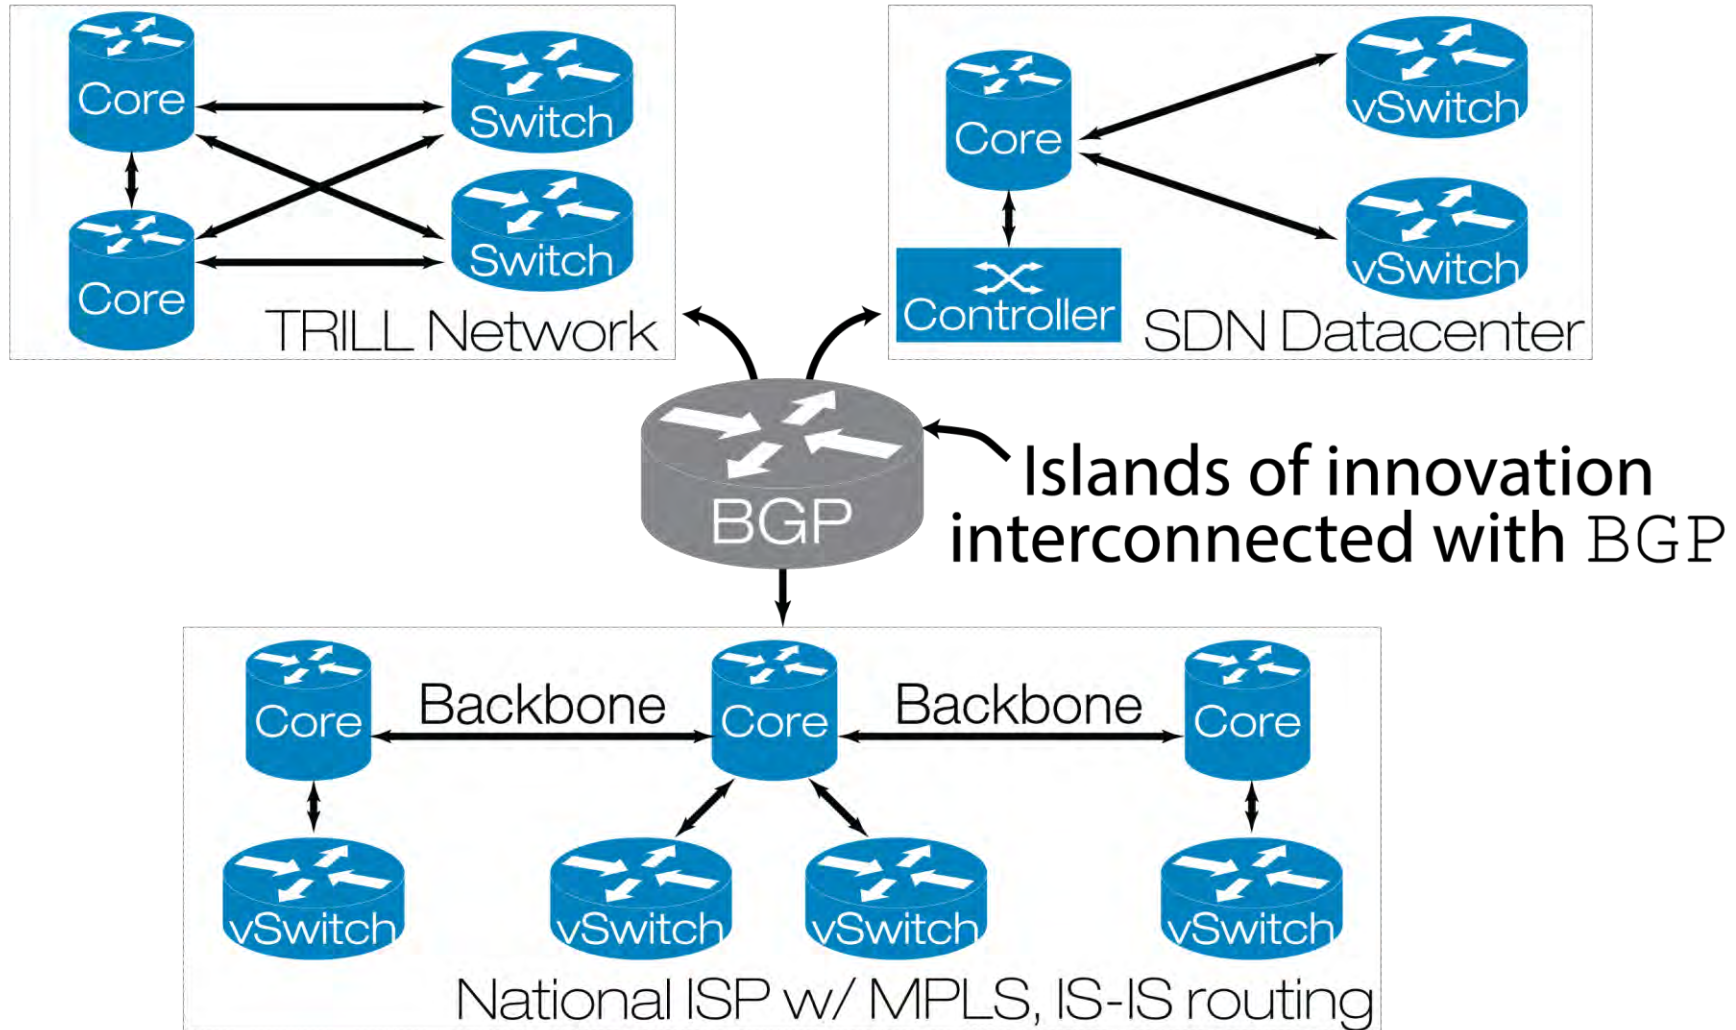 Core
Switch
Core
Switch
TRILL Network
Core
vSwitch
vSwitch
Controller
SDN Datacenter
BGP
Islands of innovation
interconnected with BGP
Core
Backbone
Core
Backbone
Core
vSwitch
vSwitch
vSwitch
vSwitch
National ISP w/ MPLS, IS-IS routing